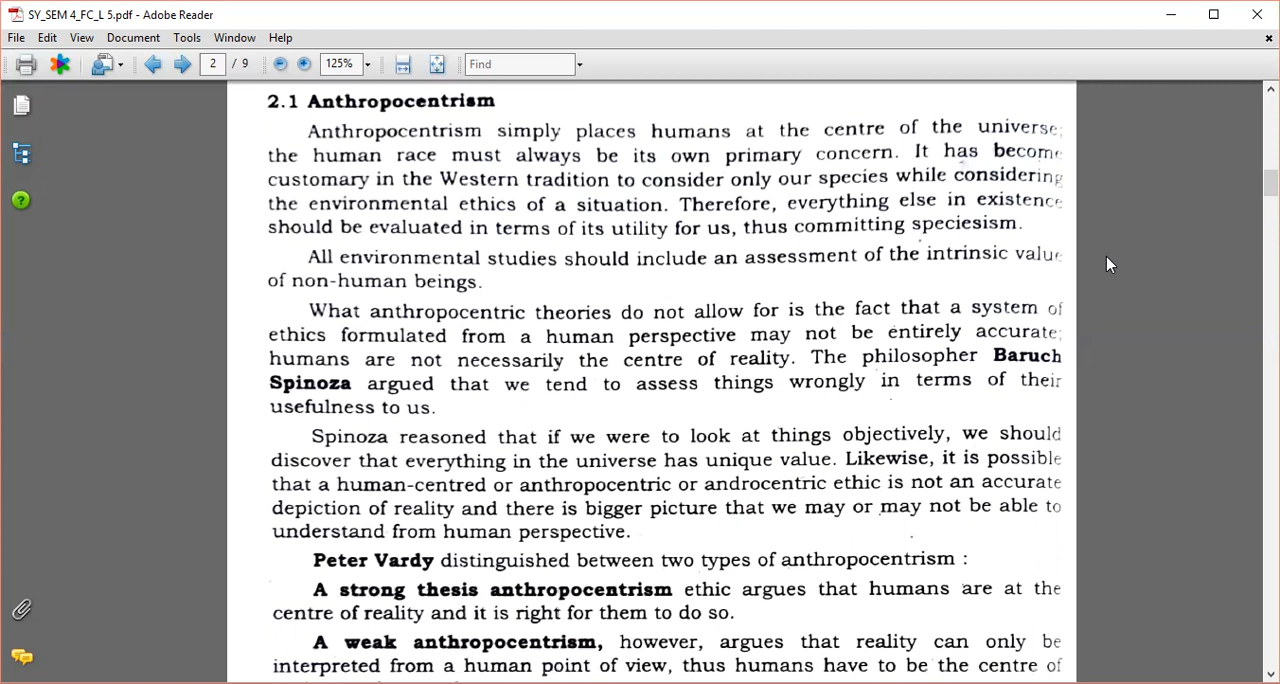 SY_SEM 4_FC_L 5.pdf - Adobe Reader
File Edit View Document Tools Window Help
2 / 9 125% Find
2.1 Anthropocentrism
Anthropocentrism simply places humans at the centre of the universe;
the human race must always be its own primary concern. It has become
customary in the Western tradition to consider only our species while considering
the environmental ethics of a situation. Therefore, everything else in existence
should be evaluated in terms of its utility for us, thus committing speciesism.
All environmental studies should include an assessment of the intrinsic value
of non-human beings.
What anthropocentric theories do not allow for is the fact that a system of
ethics formulated from a human perspective may not be entirely accurate;
humans are not necessarily the centre of reality. The philosopher Baruch
Spinoza argued that we tend to assess things wrongly in terms of their
usefulness to us.
Spinoza reasoned that if we were to look at things objectively, we should
discover that everything in the universe has unique value. Likewise, it is possible
that a human-centred or anthropocentric or androcentric ethic is not an accurate
depiction of reality and there is bigger picture that we may or may not be able to
understand from human perspective.
Peter Vardy distinguished between two types of anthropocentrism :
A strong thesis anthropocentrism ethic argues that humans are at the
centre of reality and it is right for them to do so.
A weak anthropocentrism, however, argues that reality can only be
interpreted from a human point of view, thus humans have to be the centre of